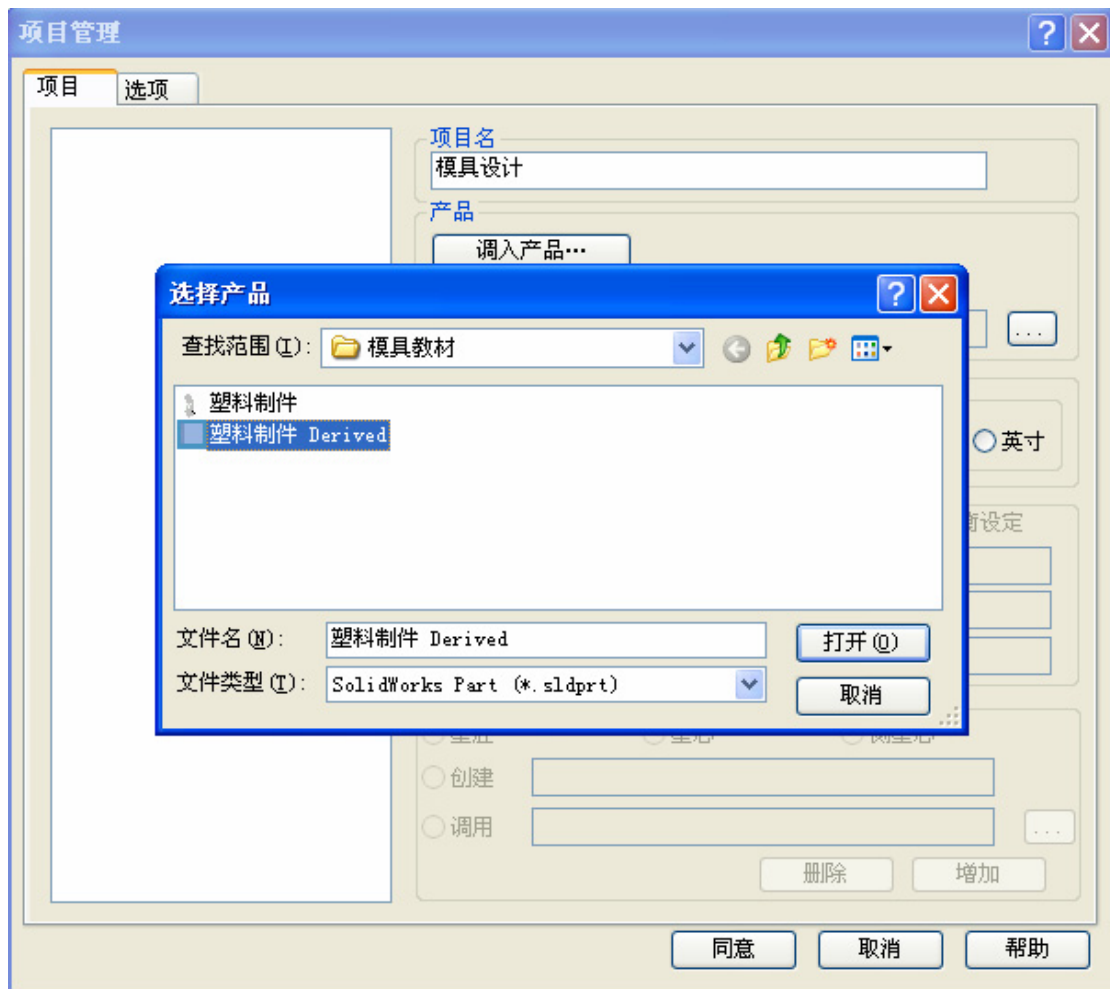 项目管理
项目 选项
项目名
模具设计
产品
调入产品…
选择产品
查找范围(I): 模具教材
塑料制件
塑料制件 Derived
英寸
设定
文件名(N): 塑料制件 Derived 打开(O)
文件类型(T): SolidWorks Part (*.sldprt) 取消
创建
调用 ...
删除 增加
同意 取消 帮助